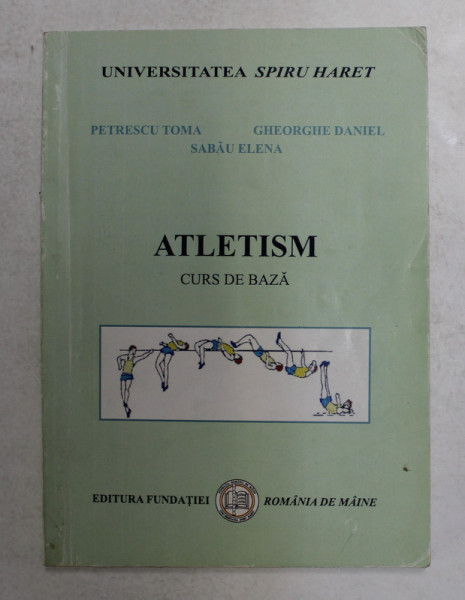 UNIVERSITATEA SPIRU HARET
PETRESCU TOMA GHEORGHE DANIEL
SABĂU ELENA
ATLETISM
CURS DE BAZĂ
EDITURA FUNDAȚIEI ROMÂNIA DE MÂINE